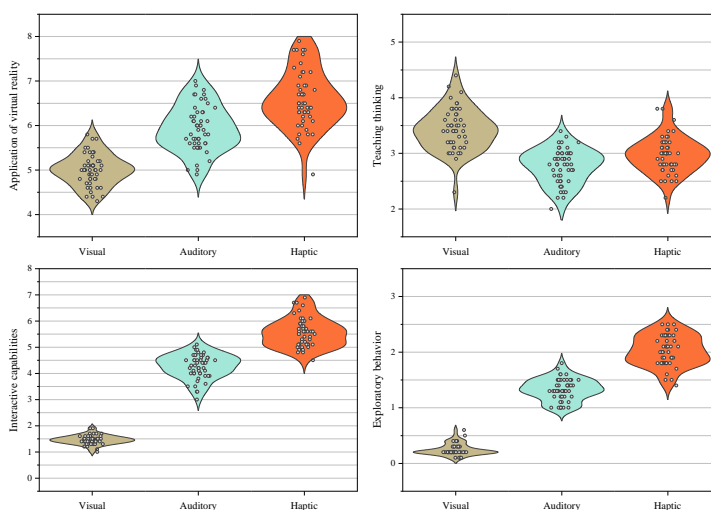 Application of virtual reality
8
7
6
5
4
Visual
Auditory
Haptic
Teaching thinking
5
4
3
2
Visual
Auditory
Haptic
Interactive capabilities
8
7
6
5
4
3
2
1
0
Visual
Auditory
Haptic
Exploratory behavior
3
2
1
0
Visual
Auditory
Haptic